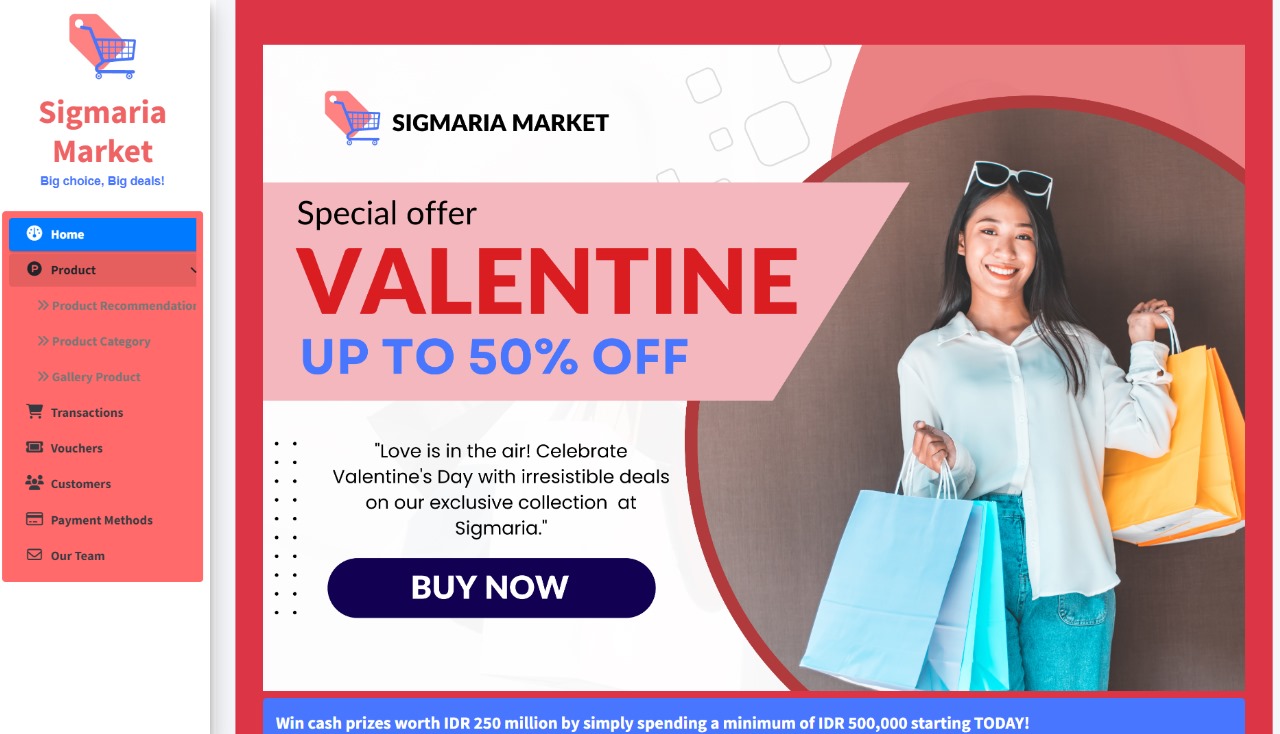 Sigmaria
Market
Big choice, Big deals!
Home
Product
Product Recommendation
Product Category
Gallery Product
Transactions
Vouchers
Customers
Payment Methods
Our Team
SIGMARIA MARKET
Special offer
VALENTINE
UP TO 50% OFF
"Love is in the air! Celebrate
Valentine's Day with irresistible deals
on our exclusive collection at
Sigmaria."
BUY NOW
Win cash prizes worth IDR 250 million by simply spending a minimum of IDR 500,000 starting TODAY!